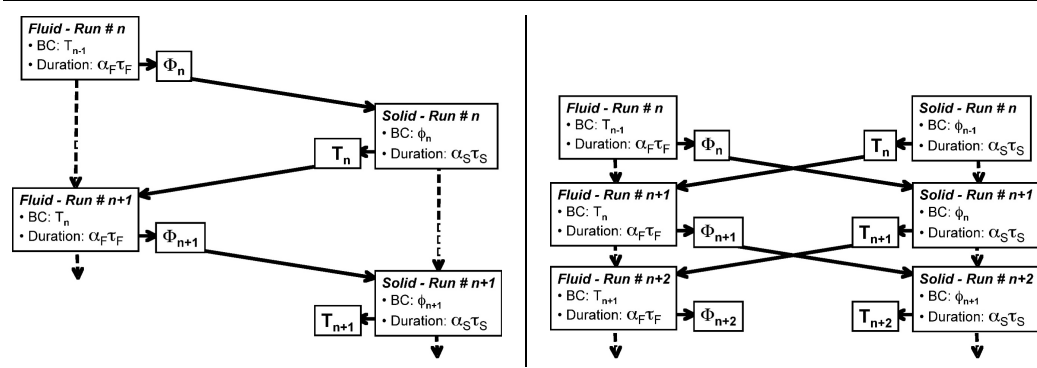 Fluid - Run # n
• BC: Tn-1
• Duration: αFτF
Φn
Solid - Run # n
• BC: ϕn
• Duration: αSτS
Tn
Fluid - Run # n+1
• BC: Tn
• Duration: αFτF
Φn+1
Solid - Run # n+1
• BC: ϕn+1
• Duration: αSτS
Tn+1
Fluid - Run # n
• BC: Tn-1
• Duration: αFτF
Φn
Solid - Run # n
• BC: ϕn-1
• Duration: αSτS
Tn
Fluid - Run # n+1
• BC: Tn
• Duration: αFτF
Φn+1
Solid - Run # n+1
• BC: ϕn
• Duration: αSτS
Tn+1
Fluid - Run # n+2
• BC: Tn+1
• Duration: αFτF
Φn+2
Solid - Run # n+2
• BC: ϕn+1
• Duration: αSτS
Tn+2